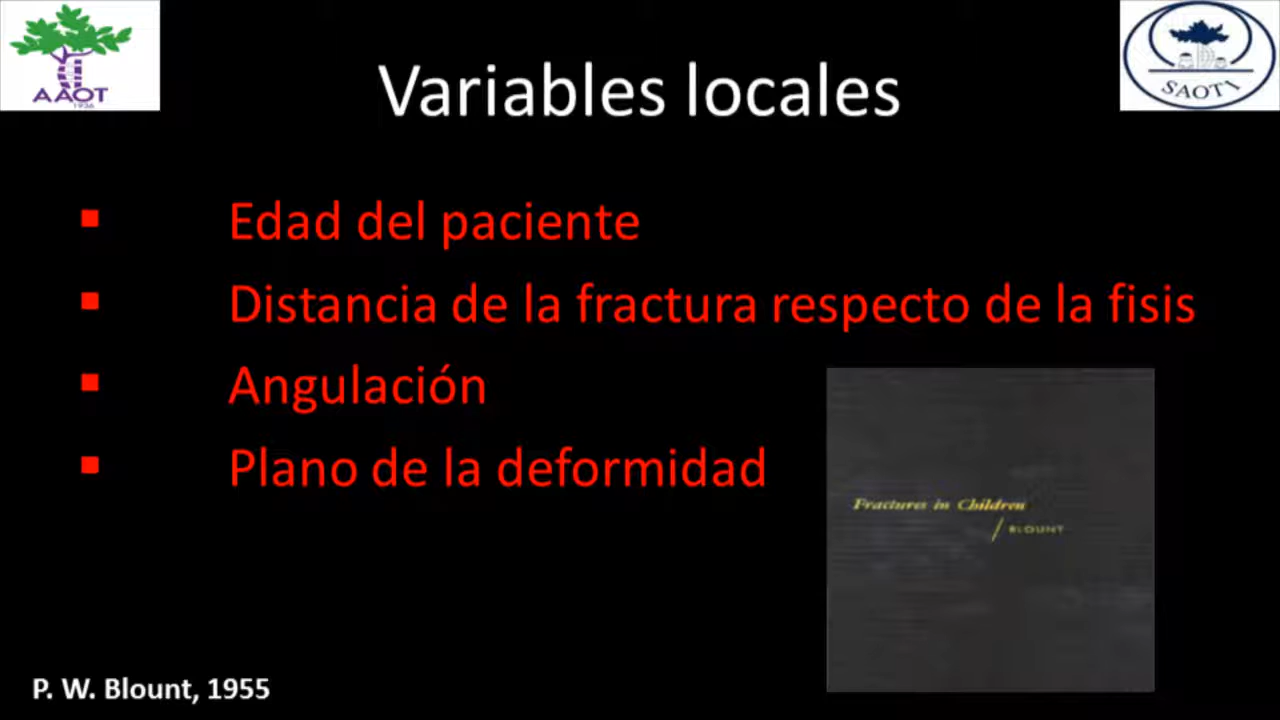 AAOT
1936
SAOTI
Variables locales
Edad del paciente
Distancia de la fractura respecto de la fisis
Angulación
Plano de la deformidad
Fractures in Children
/ BLOUNT
P. W. Blount, 1955